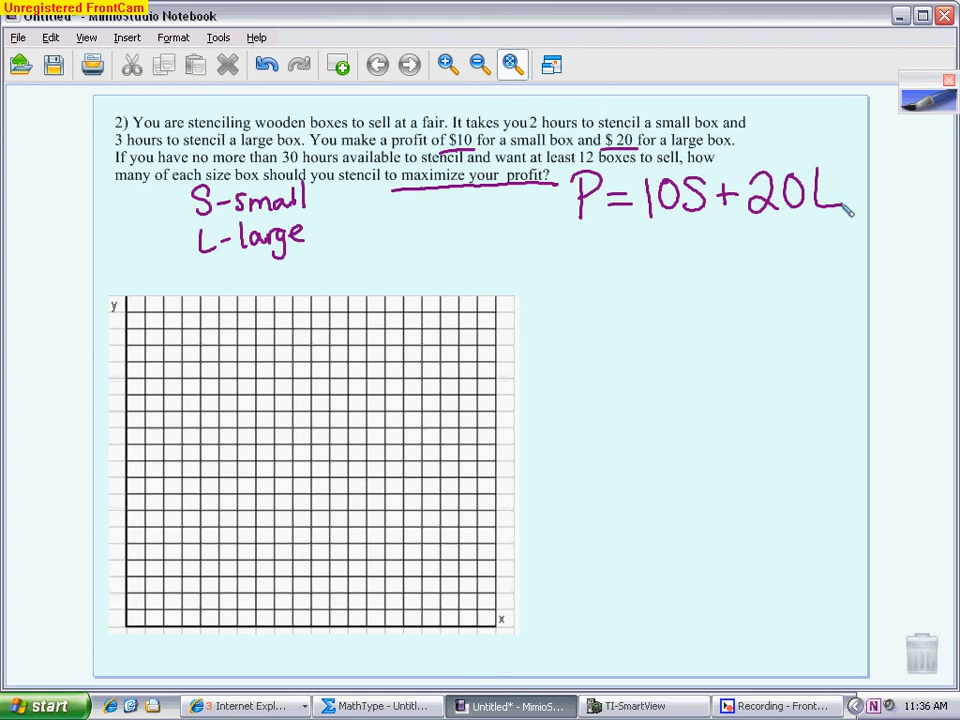 Unregistered FrontCam
Untitled* - MimioStudio Notebook
File Edit View Insert Format Tools Help
2) You are stenciling wooden boxes to sell at a fair. It takes you 2 hours to stencil a small box and
3 hours to stencil a large box. You make a profit of $10 for a small box and $ 20 for a large box.
If you have no more than 30 hours available to stencil and want at least 12 boxes to sell, how
many of each size box should you stencil to maximize your profit?
S - small
L - large
P = 10S + 20L
y
x
start
3 Internet Expl...
MathType - Untitl...
Untitled* - MimioS...
TI-SmartView
Recording - Front...
11:36 AM